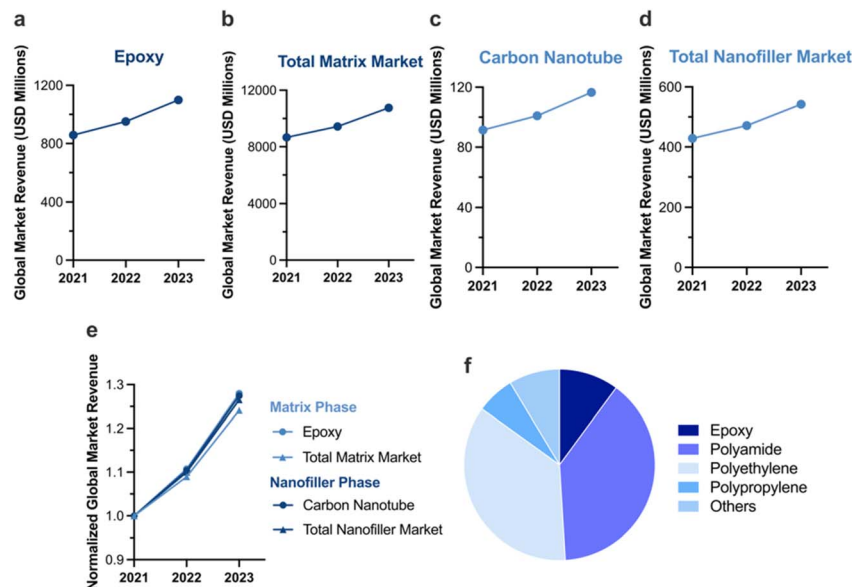 a
Epoxy
Global Market Revenue (USD Millions)
1200
800
400
0
2021 2022 2023
b
Total Matrix Market
Global Market Revenue (USD Millions)
12000
8000
4000
0
2021 2022 2023
c
Carbon Nanotube
Global Market Revenue (USD Millions)
120
80
40
0
2021 2022 2023
d
Total Nanofiller Market
Global Market Revenue (USD Millions)
600
400
200
0
2021 2022 2023
e
Normalized Global Market Revenue
1.3
1.2
1.1
1.0
0.9
2021 2022 2023
Matrix Phase
Epoxy
Total Matrix Market
Nanofiller Phase
Carbon Nanotube
Total Nanofiller Market
f
Epoxy
Polyamide
Polyethylene
Polypropylene
Others